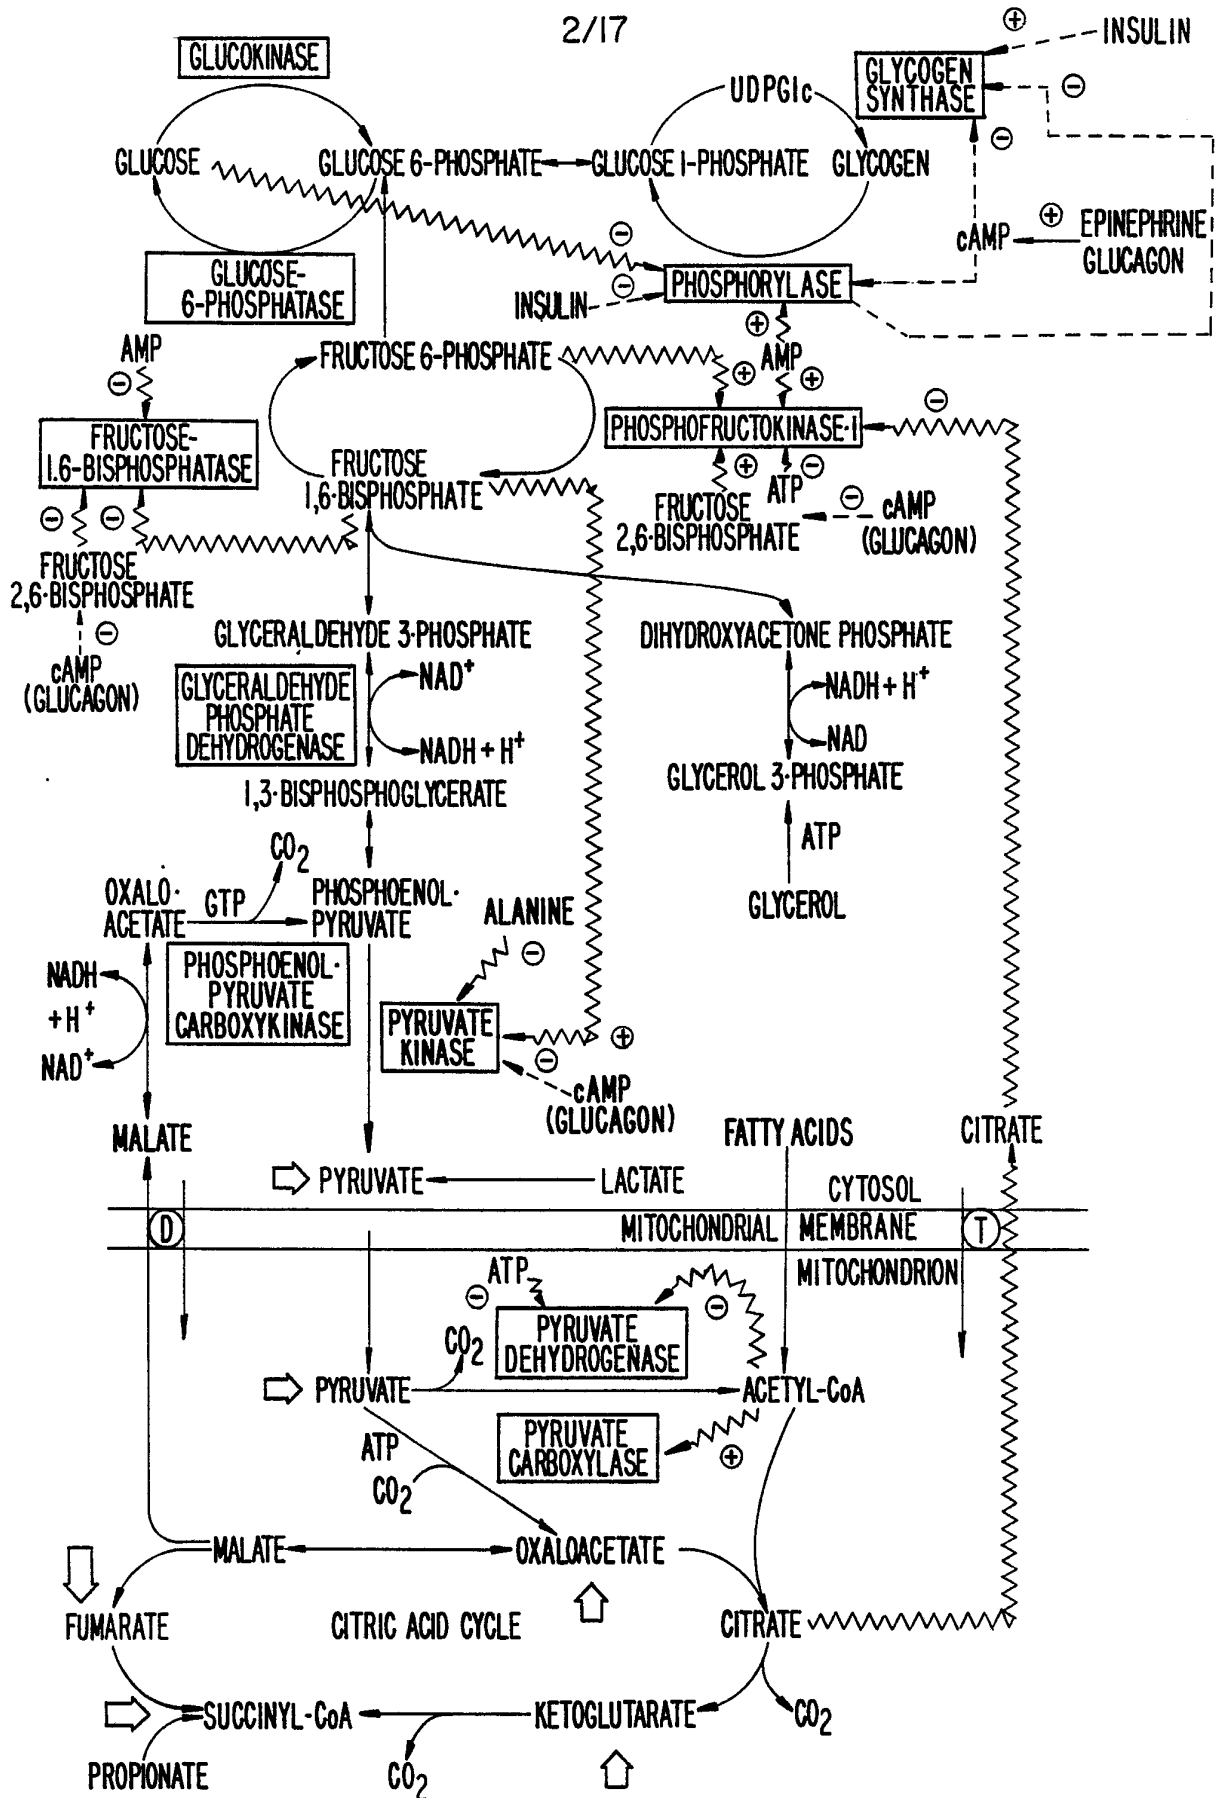 2/17
GLUCOKINASE
INSULIN
⊕
GLYCOGEN
SYNTHASE
⊖
UDPGlc
⊖
GLUCOSE
GLUCOSE 6-PHOSPHATE
GLUCOSE 1-PHOSPHATE
GLYCOGEN
cAMP
⊕
EPINEPHRINE
GLUCAGON
⊖
GLUCOSE-
6-PHOSPHATASE
PHOSPHORYLASE
INSULIN
⊖
⊕
AMP
⊖
FRUCTOSE 6-PHOSPHATE
AMP
⊕
⊕
⊖
FRUCTOSE-
1.6-BISPHOSPHATASE
PHOSPHOFRUCTOKINASE·1
FRUCTOSE
1,6·BISPHOSPHATE
⊕
⊖
ATP
⊖
⊖
FRUCTOSE
2,6·BISPHOSPHATE
⊖
cAMP
(GLUCAGON)
FRUCTOSE
2,6·BISPHOSPHATE
⊖
cAMP
(GLUCAGON)
GLYCERALDEHYDE 3·PHOSPHATE
DIHYDROXYACETONE PHOSPHATE
GLYCERALDEHYDE
PHOSPHATE
DEHYDROGENASE
NAD+
NADH + H+
NADH + H+
NAD
1,3·BISPHOSPHOGLYCERATE
GLYCEROL 3·PHOSPHATE
ATP
GLYCEROL
CO2
OXALO·
ACETATE
GTP
PHOSPHOENOL·
PYRUVATE
ALANINE
⊖
NADH
+ H+
NAD+
PHOSPHOENOL·
PYRUVATE
CARBOXYKINASE
PYRUVATE
KINASE
⊕
⊖
cAMP
(GLUCAGON)
MALATE
FATTY ACIDS
CITRATE
PYRUVATE
LACTATE
CYTOSOL
D
MITOCHONDRIAL MEMBRANE
T
MITOCHONDRION
ATP
⊖
⊖
PYRUVATE
DEHYDROGENASE
CO2
PYRUVATE
ACETYL-CoA
PYRUVATE
CARBOXYLASE
⊕
ATP
CO2
MALATE
OXALOACETATE
FUMARATE
CITRIC ACID CYCLE
CITRATE
SUCCINYL-CoA
KETOGLUTARATE
CO2
PROPIONATE
CO2